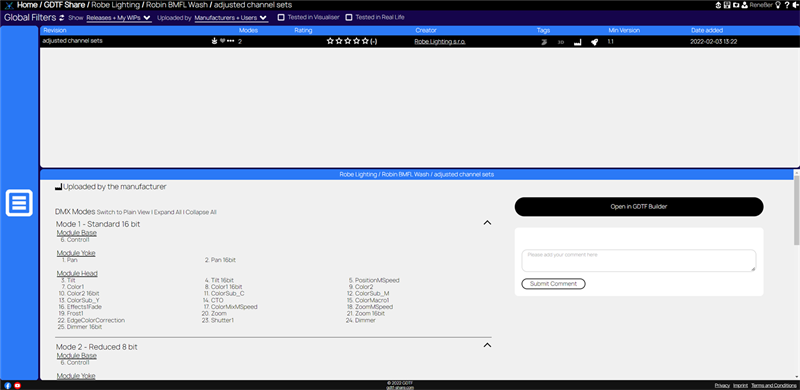 Home / GDTF Share / Robe Lighting / Robin BMFL Wash / adjusted channel sets
ReneBer
Global Filters Show Releases + My WIPs Uploaded by Manufacturers + Users Tested in Visualiser Tested in Real Life
Revision Modes Rating Creator Tags Min Version Date added
adjusted channel sets 2 (-) Robe Lighting s.r.o. 1.1 2022-02-03 13:22
Robe Lighting / Robin BMFL Wash / adjusted channel sets
Uploaded by the manufacturer
Open in GDTF Builder
DMX Modes Switch to Plain View | Expand All | Collapse All
Mode 1 - Standard 16 bit
Module Base
6. Control1
Module Yoke
1. Pan 2. Pan 16bit
Module Head
3. Tilt 4. Tilt 16bit 5. PositionMSpeed
7. Color1 8. Color1 16bit 9. Color2
10. Color2 16bit 11. ColorSub_C 12. ColorSub_M
13. ColorSub_Y 14. CTO 15. ColorMacro1
16. Effects1Fade 17. ColorMixMSpeed 18. ZoomMSpeed
19. Frost1 20. Zoom 21. Zoom 16bit
22. EdgeColorCorrection 23. Shutter1 24. Dimmer
25. Dimmer 16bit
Please add your comment here
Submit Comment
Mode 2 - Reduced 8 bit
Module Base
6. Control1
Module Yoke
© 2022 GDTF
gdtf-share.com
Privacy Imprint Terms and Conditions